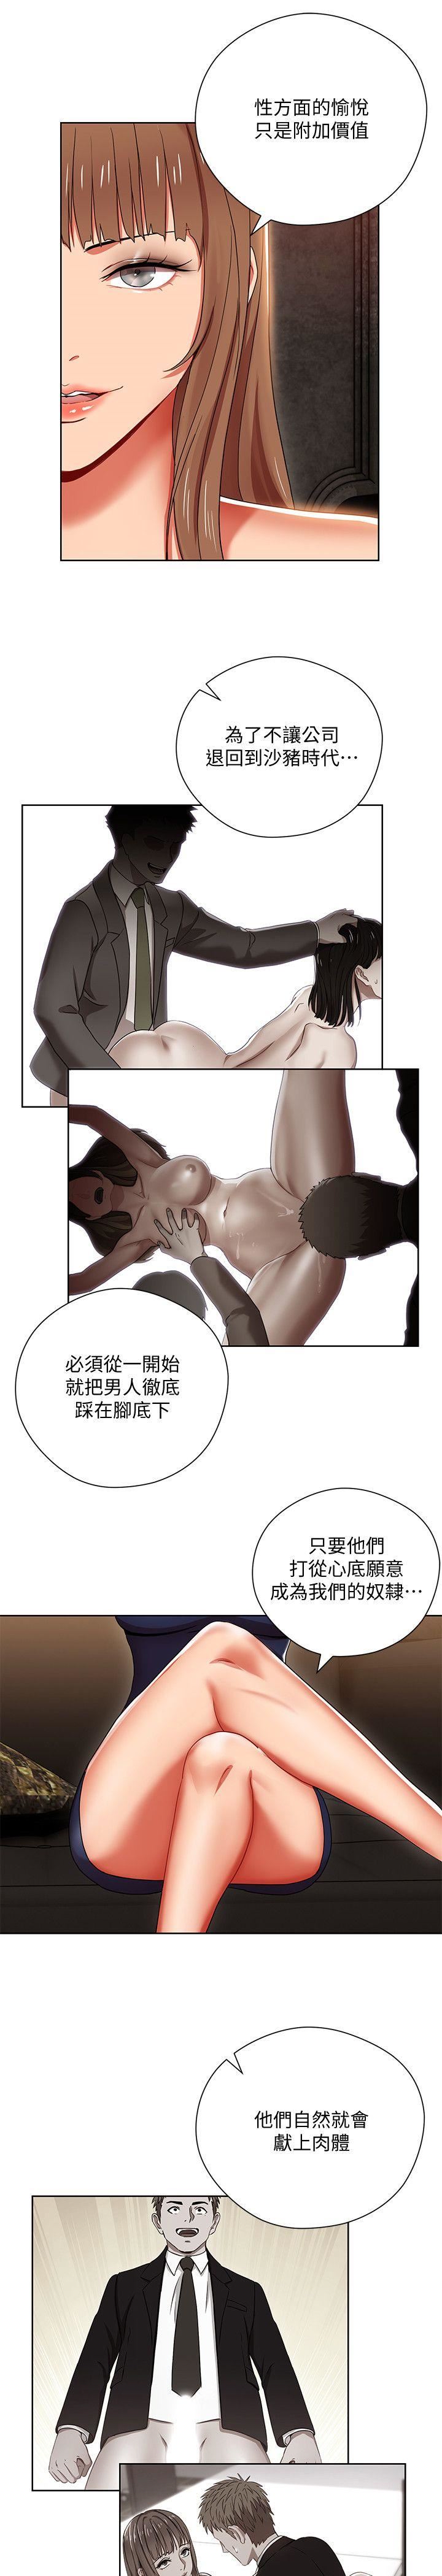 性方面的愉悅
只是附加價值
為了不讓公司
退回到沙豬時代⋯
必須從一開始
就把男人徹底
踩在腳底下
只要他們
打從心底願意
成為我們的奴隸⋯
他們自然就會
獻上肉體